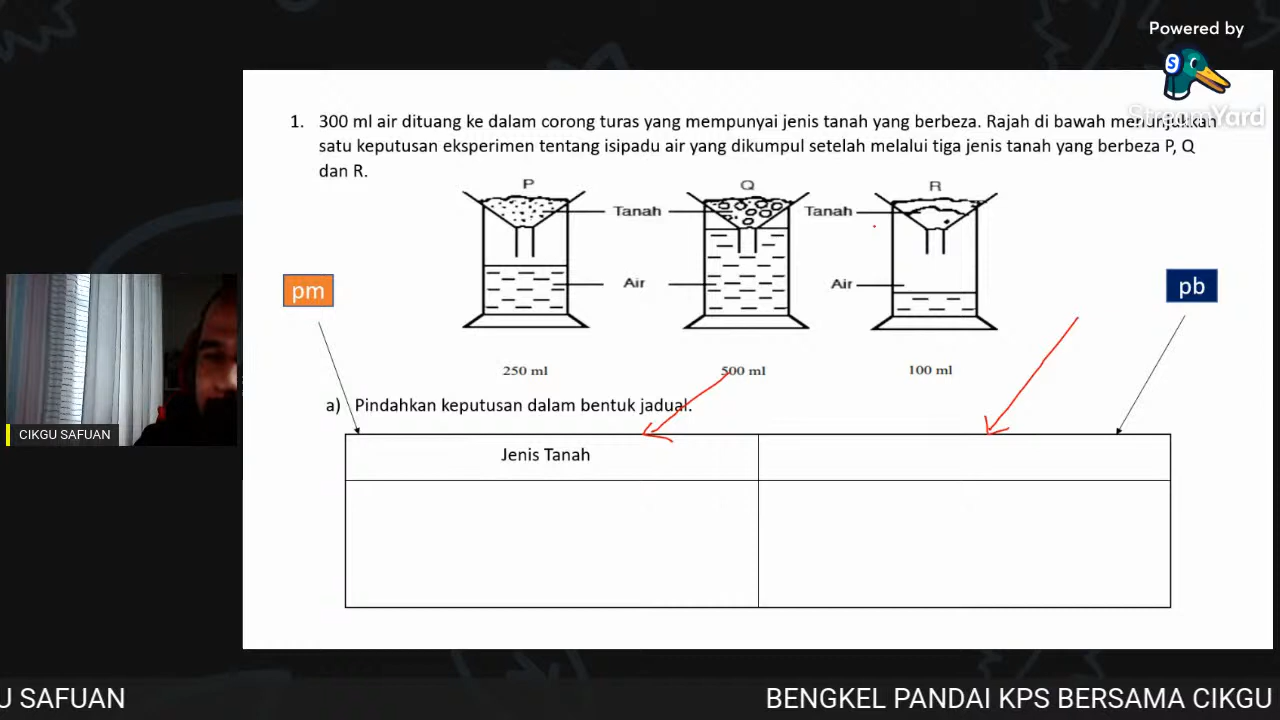 Powered by
StreamYard
1. 300 ml air dituang ke dalam corong turas yang mempunyai jenis tanah yang berbeza. Rajah di bawah menunjukkan
satu keputusan eksperimen tentang isipadu air yang dikumpul setelah melalui tiga jenis tanah yang berbeza P, Q
dan R.
P Q R
Tanah Tanah
Air Air
pm pb
250 ml 500 ml 100 ml
a) Pindahkan keputusan dalam bentuk jadual.
Jenis Tanah
CIKGU SAFUAN
U SAFUAN
BENGKEL PANDAI KPS BERSAMA CIKGU